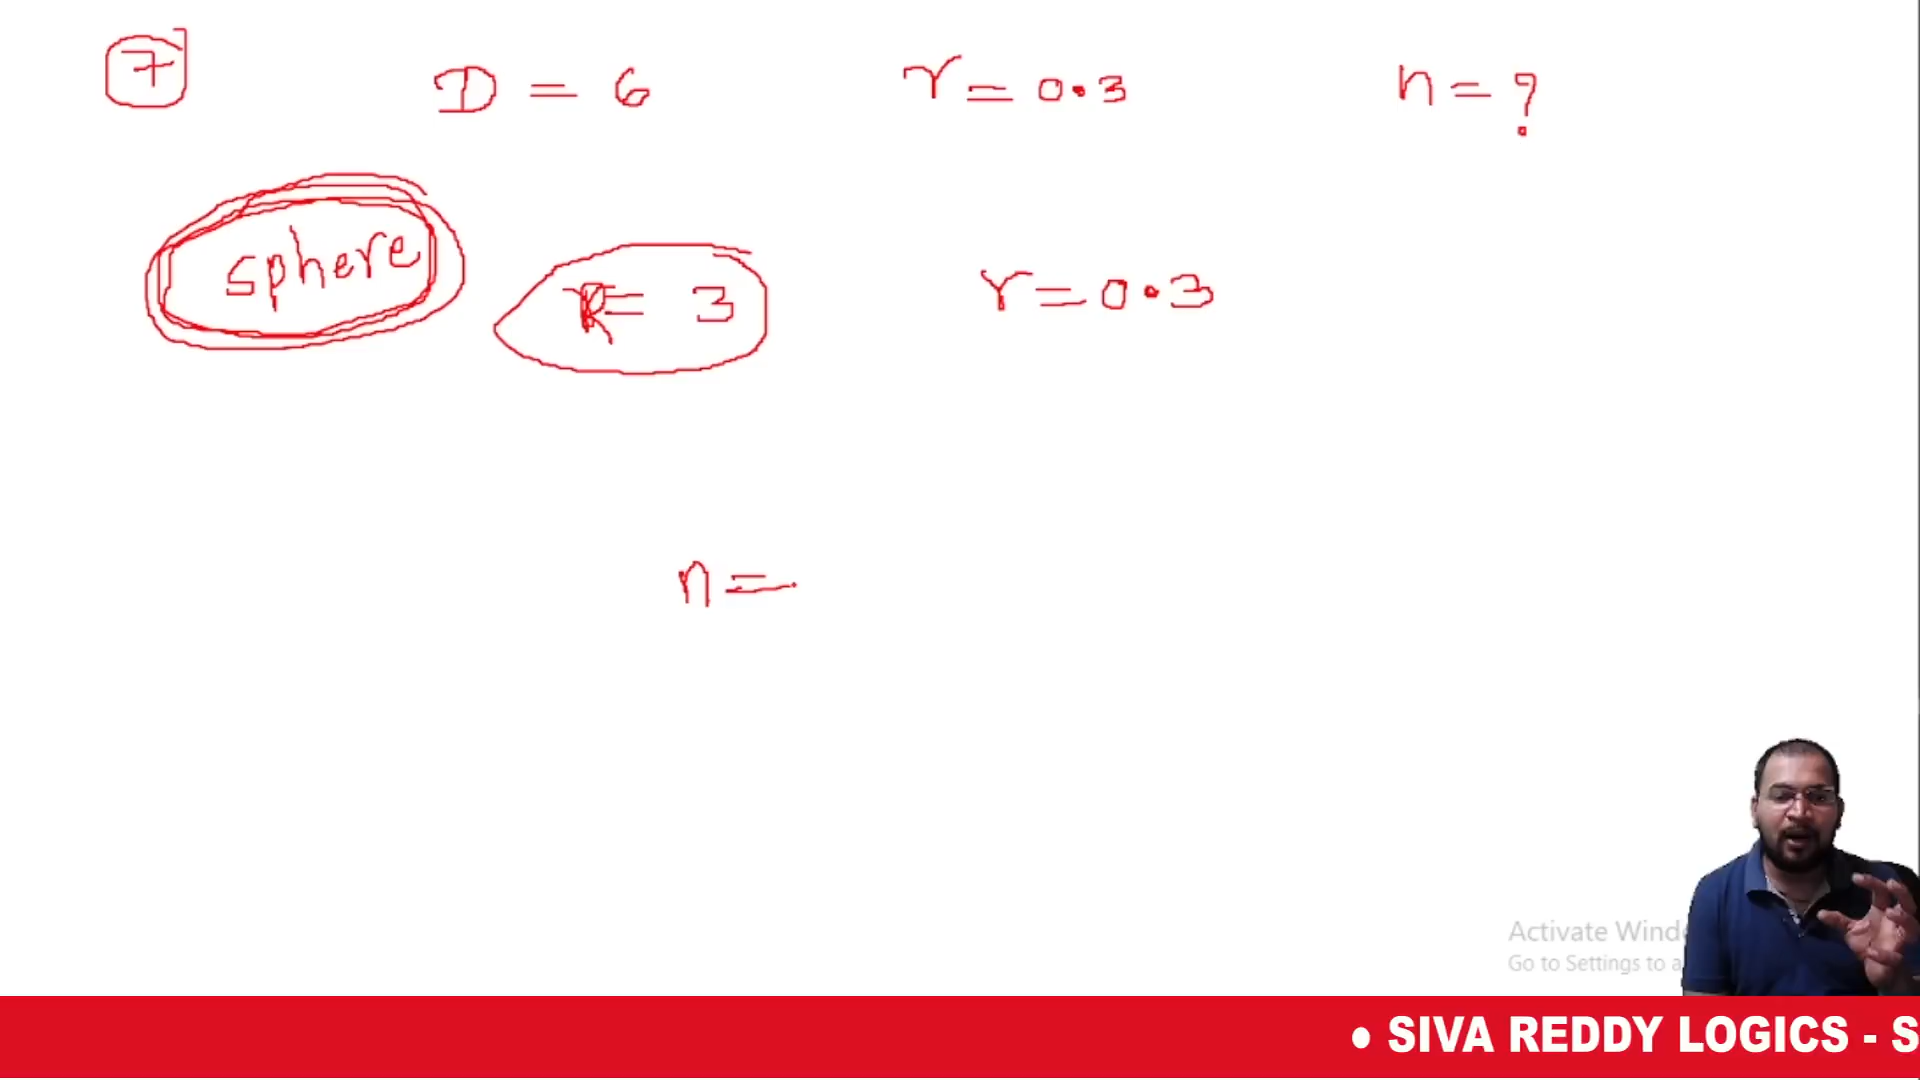 7 D = 6 r = 0.3 n = ?
sphere R = 3 r = 0.3
n =
Activate Wind
Go to Settings to a
• SIVA REDDY LOGICS - S